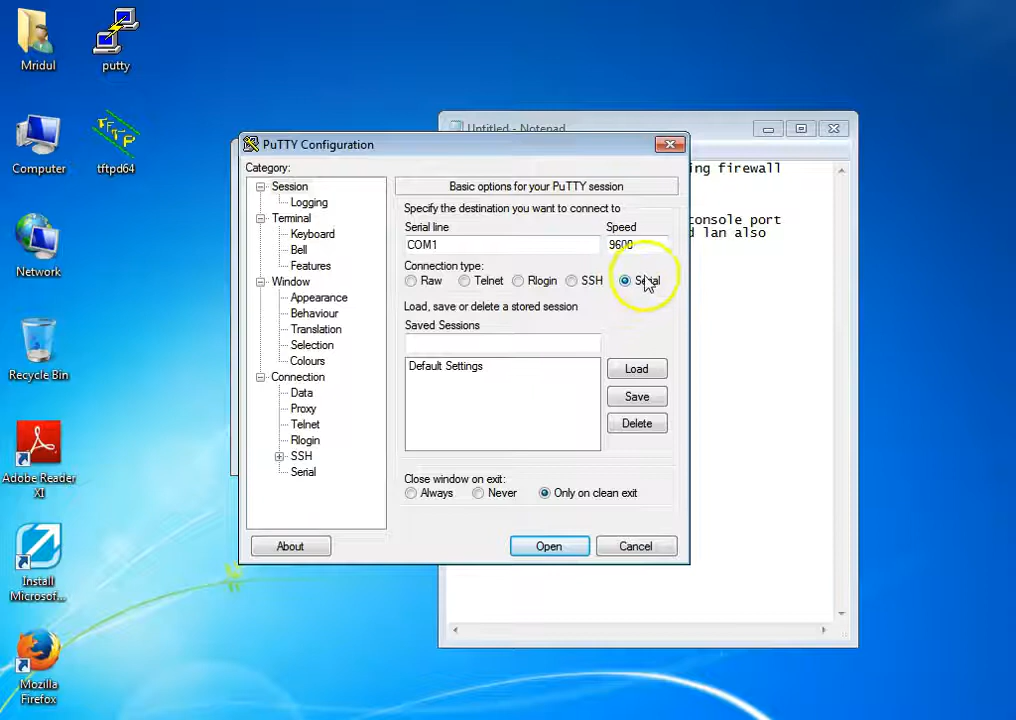 Mridul
putty
Computer
tftpd64
TFTP
Network
Recycle Bin
Adobe Reader
XI
Install
Microsof...
Mozilla
Firefox
Untitled - Notepad
ng firewall
onsole port
d lan also
PuTTY Configuration
Category:
Session
Logging
Terminal
Keyboard
Bell
Features
Window
Appearance
Behaviour
Translation
Selection
Colours
Connection
Data
Proxy
Telnet
Rlogin
SSH
Serial
Basic options for your PuTTY session
Specify the destination you want to connect to
Serial line Speed
COM1 9600
Connection type:
Raw Telnet Rlogin SSH Serial
Load, save or delete a stored session
Saved Sessions
Default Settings
Load
Save
Delete
Close window on exit:
Always Never Only on clean exit
About Open Cancel